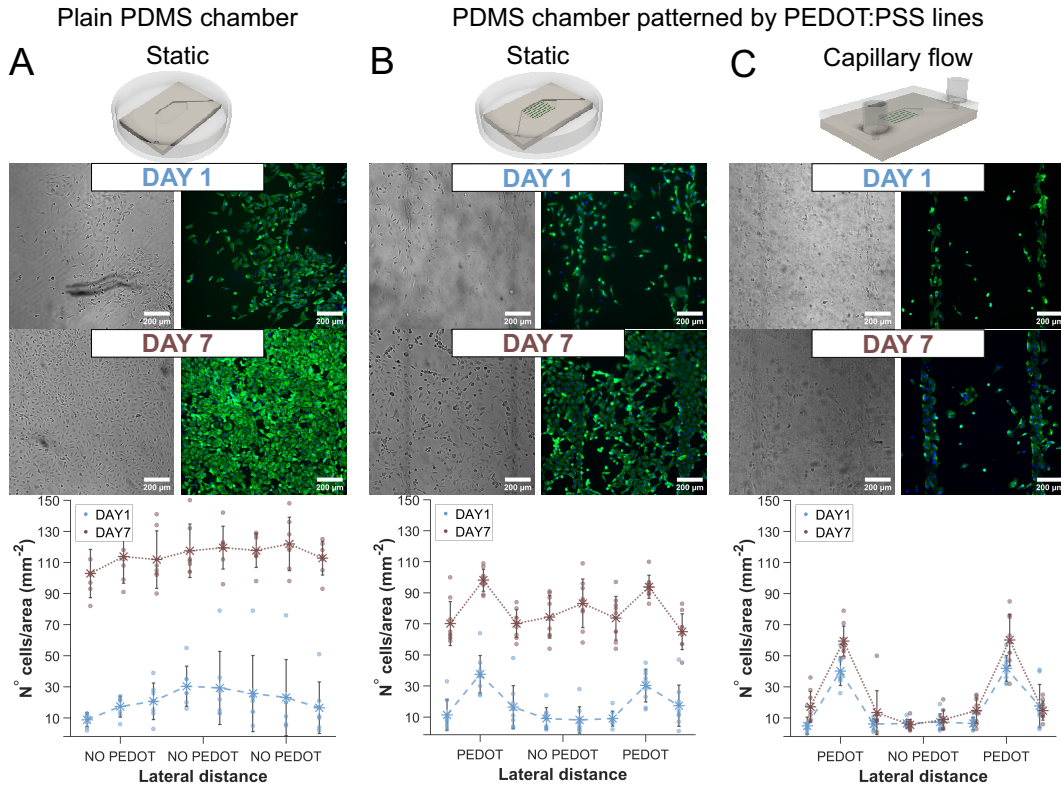 Plain PDMS chamber
PDMS chamber patterned by PEDOT:PSS lines
A
Static
B
Static
C
Capillary flow
DAY 1
200 µm
200 µm
DAY 1
200 µm
200 µm
DAY 1
200 µm
200 µm
DAY 7
200 µm
200 µm
DAY 7
200 µm
200 µm
DAY 7
200 µm
200 µm
N° cells/area (mm⁻²)
150
130
110
90
70
50
30
10
DAY1
DAY7
NO PEDOT
NO PEDOT
NO PEDOT
Lateral distance
N° cells/area (mm⁻²)
150
130
110
90
70
50
30
10
DAY1
DAY7
PEDOT
NO PEDOT
PEDOT
Lateral distance
N° cells/area (mm⁻²)
150
130
110
90
70
50
30
10
DAY1
DAY7
PEDOT
NO PEDOT
PEDOT
Lateral distance